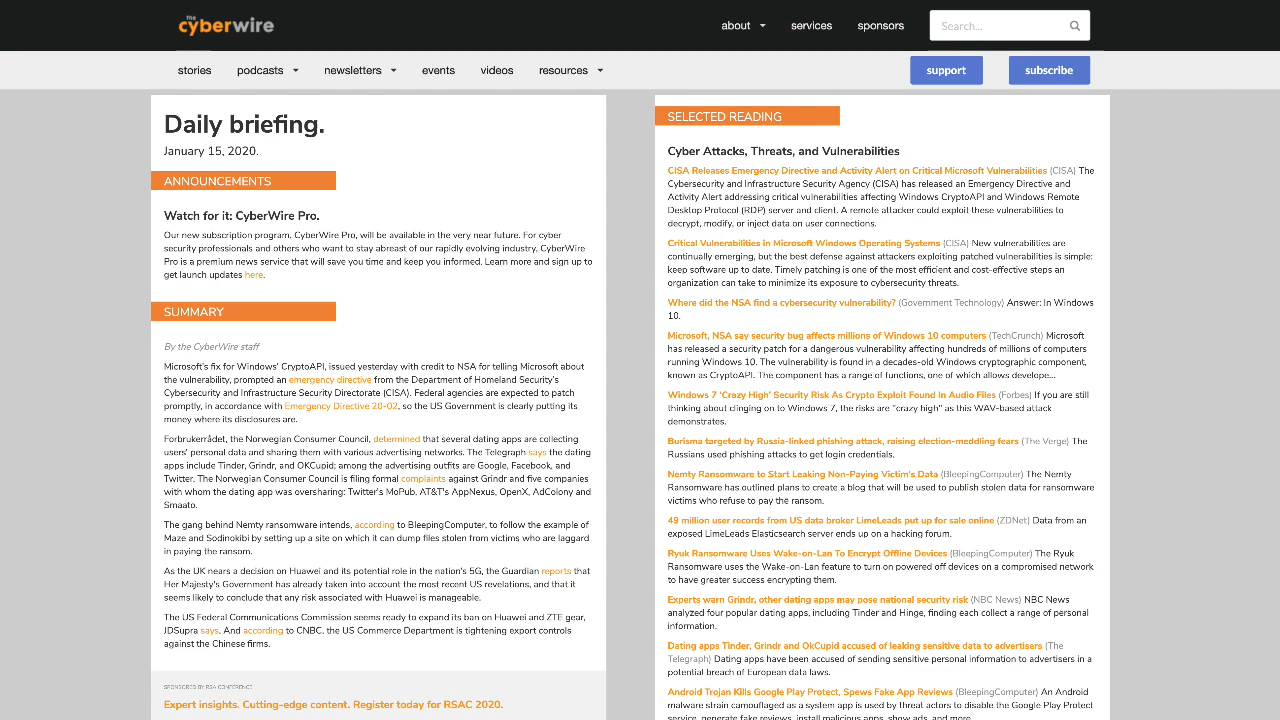 the
cyberwire
about
services
sponsors
Search...
stories
podcasts
newsletters
events
videos
resources
support
subscribe
Daily briefing.
January 15, 2020.
ANNOUNCEMENTS
Watch for it: CyberWire Pro.
Our new subscription program, CyberWire Pro, will be available in the very near future. For cyber
security professionals and others who want to stay abreast of our rapidly evolving industry, CyberWire
Pro is a premium news service that will save you time and keep you informed. Learn more and sign up to
get launch updates here.
SUMMARY
By the CyberWire staff
Microsoft's fix for Windows' CryptoAPI, issued yesterday with credit to NSA for telling Microsoft about
the vulnerability, prompted an emergency directive from the Department of Homeland Security's
Cybersecurity and Infrastructure Security Directorate (CISA). Federal agencies are expected to patch
promptly, in accordance with Emergency Directive 20-02, so the US Government is clearly putting its
money where its disclosures are.
Forbrukerrådet, the Norwegian Consumer Council, determined that several dating apps are collecting
users' personal data and sharing them with various advertising networks. The Telegraph says the dating
apps include Tinder, Grindr, and OKCupid; among the advertising outfits are Google, Facebook, and
Twitter. The Norwegian Consumer Council is filing formal complaints against Grindr and five companies
with whom the dating app was oversharing: Twitter's MoPub, AT&T's AppNexus, OpenX, AdColony and
Smaato.
The gang behind Nemty ransomware intends, according to BleepingComputer, to follow the example of
Maze and Sodinokibi by setting up a site on which it can dump files stolen from victims who are laggard
in paying the ransom.
As the UK nears a decision on Huawei and its potential role in the nation's 5G, the Guardian reports that
Her Majesty's Government has already taken into account the most recent US revelations, and that it
seems likely to conclude that any risk associated with Huawei is manageable.
The US Federal Communications Commission seems ready to expand its ban on Huawei and ZTE gear,
JDSupra says. And according to CNBC, the US Commerce Department is tightening export controls
against the Chinese firms.
SPONSORED BY RSA CONFERENCE
Expert insights. Cutting-edge content. Register today for RSAC 2020.
SELECTED READING
Cyber Attacks, Threats, and Vulnerabilities
CISA Releases Emergency Directive and Activity Alert on Critical Microsoft Vulnerabilities (CISA) The
Cybersecurity and Infrastructure Security Agency (CISA) has released an Emergency Directive and
Activity Alert addressing critical vulnerabilities affecting Windows CryptoAPI and Windows Remote
Desktop Protocol (RDP) server and client. A remote attacker could exploit these vulnerabilities to
decrypt, modify, or inject data on user connections.
Critical Vulnerabilities in Microsoft Windows Operating Systems (CISA) New vulnerabilities are
continually emerging, but the best defense against attackers exploiting patched vulnerabilities is simple:
keep software up to date. Timely patching is one of the most efficient and cost-effective steps an
organization can take to minimize its exposure to cybersecurity threats.
Where did the NSA find a cybersecurity vulnerability? (Government Technology) Answer: In Windows
10.
Microsoft, NSA say security bug affects millions of Windows 10 computers (TechCrunch) Microsoft
has released a security patch for a dangerous vulnerability affecting hundreds of millions of computers
running Windows 10. The vulnerability is found in a decades-old Windows cryptographic component,
known as CryptoAPI. The component has a range of functions, one of which allows develope...
Windows 7 'Crazy High' Security Risk As Crypto Exploit Found In Audio Files (Forbes) If you are still
thinking about clinging on to Windows 7, the risks are "crazy high" as this WAV-based attack
demonstrates.
Burisma targeted by Russia-linked phishing attack, raising election-meddling fears (The Verge) The
Russians used phishing attacks to get login credentials.
Nemty Ransomware to Start Leaking Non-Paying Victim's Data (BleepingComputer) The Nemty
Ransomware has outlined plans to create a blog that will be used to publish stolen data for ransomware
victims who refuse to pay the ransom.
49 million user records from US data broker LimeLeads put up for sale online (ZDNet) Data from an
exposed LimeLeads Elasticsearch server ends up on a hacking forum.
Ryuk Ransomware Uses Wake-on-Lan To Encrypt Offline Devices (BleepingComputer) The Ryuk
Ransomware uses the Wake-on-Lan feature to turn on powered off devices on a compromised network
to have greater success encrypting them.
Experts warn Grindr, other dating apps may pose national security risk (NBC News) NBC News
analyzed four popular dating apps, including Tinder and Hinge, finding each collect a range of personal
information.
Dating apps Tinder, Grindr and OkCupid accused of leaking sensitive data to advertisers (The
Telegraph) Dating apps have been accused of sending sensitive personal information to advertisers in a
potential breach of European data laws.
Android Trojan Kills Google Play Protect, Spews Fake App Reviews (BleepingComputer) An Android
malware strain camouflaged as a system app is used by threat actors to disable the Google Play Protect
service, generate fake reviews, install malicious apps, show ads, and more.